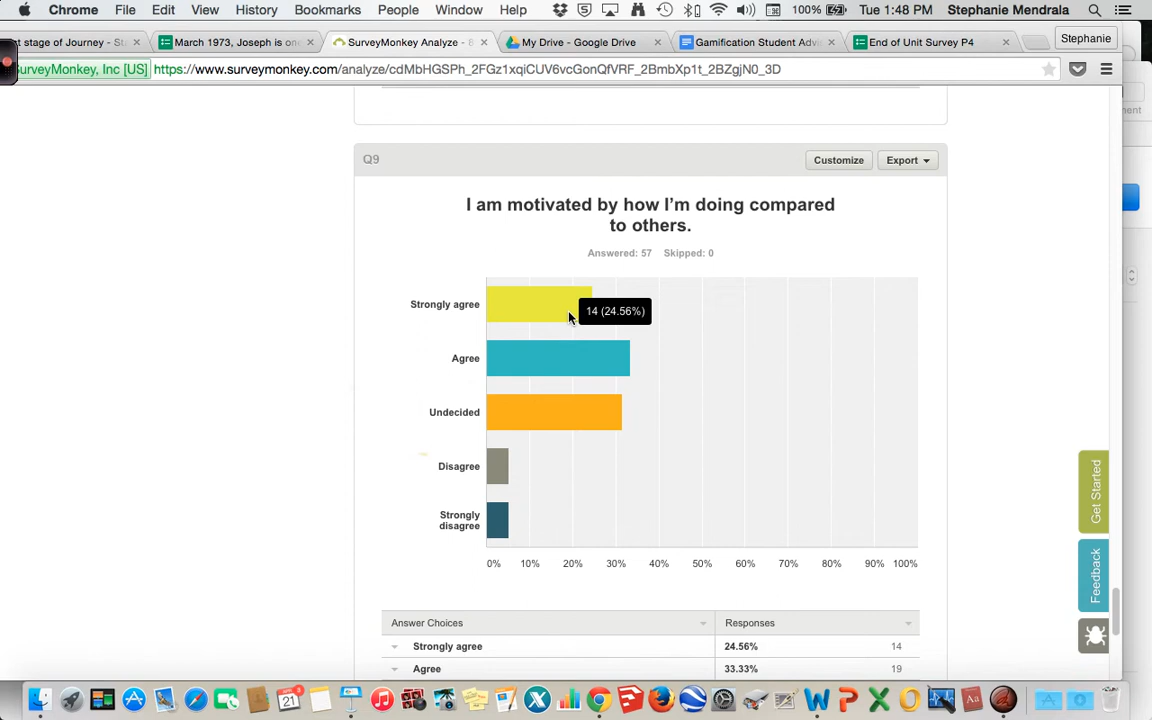 Chrome File Edit View History Bookmarks People Window Help 100% Tue 1:48 PM Stephanie Mendrala
t stage of Journey - St March 1973, Joseph is one SurveyMonkey Analyze - 8 My Drive - Google Drive Gamification Student Advi End of Unit Survey P4 Stephanie
SurveyMonkey, Inc [US] https://www.surveymonkey.com/analyze/cdMbHGSPh_2FGz1xqiCUV6vcGonQfVRF_2BmbXp1t_2BZgjN0_3D
ment
Q9 Customize Export
I am motivated by how I'm doing compared
to others.
Answered: 57 Skipped: 0
Strongly agree
14 (24.56%)
Agree
Undecided
Disagree
Strongly
disagree
0% 10% 20% 30% 40% 50% 60% 70% 80% 90% 100%
Get Started
Feedback
Answer Choices Responses
Strongly agree 24.56% 14
Agree 33.33% 19